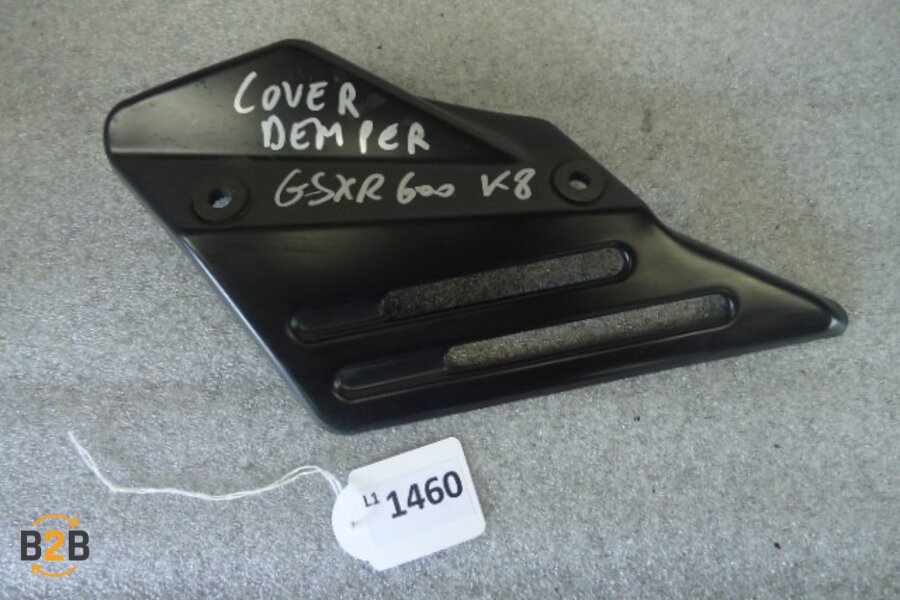 COVER
DEMPER
GSXR 600 K8
L1 1460
B2B